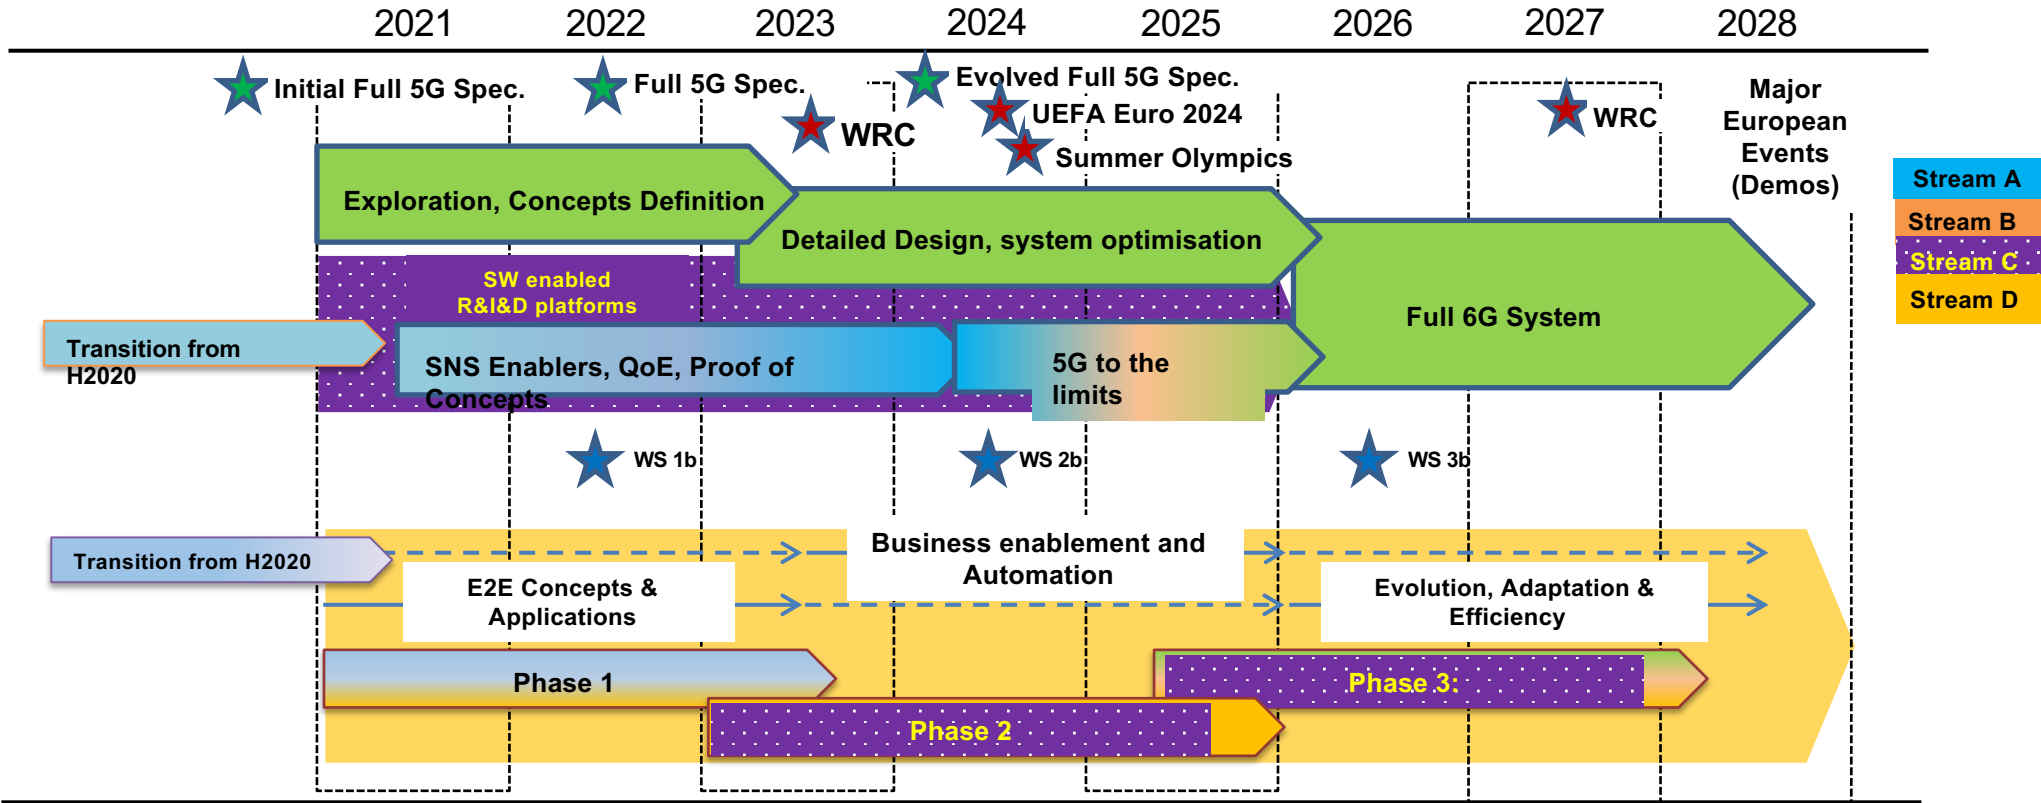 2021 2022 2023 2024 2025 2026 2027 2028
Initial Full 5G Spec.
Full 5G Spec.
WRC
Evolved Full 5G Spec.
UEFA Euro 2024
Summer Olympics
WRC
Major
European
Events
(Demos)
Stream A
Stream B
Stream C
Stream D
Exploration, Concepts Definition
Detailed Design, system optimisation
SW enabled
R&I&D platforms
Full 6G System
Transition from
H2020
SNS Enablers, QoE, Proof of
Concepts
5G to the
limits
WS 1b
WS 2b
WS 3b
Transition from H2020
Business enablement and
Automation
E2E Concepts &
Applications
Evolution, Adaptation &
Efficiency
Phase 1
Phase 3:
Phase 2